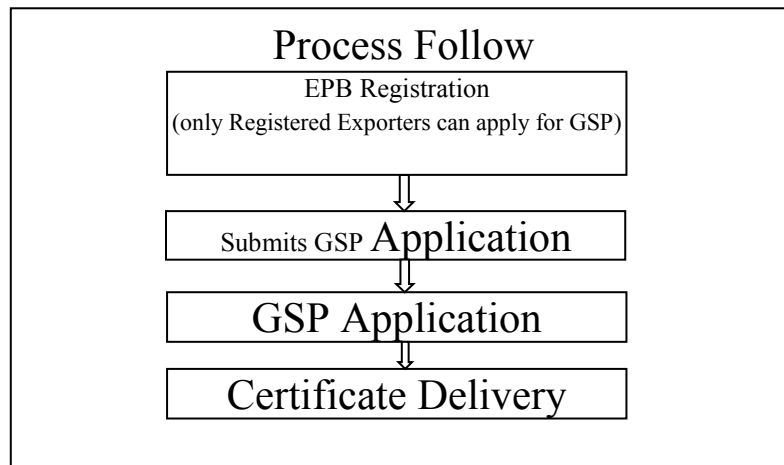 Process Follow
EPB Registration
(only Registered Exporters can apply for GSP)
Submits GSP Application
GSP Application
Certificate Delivery